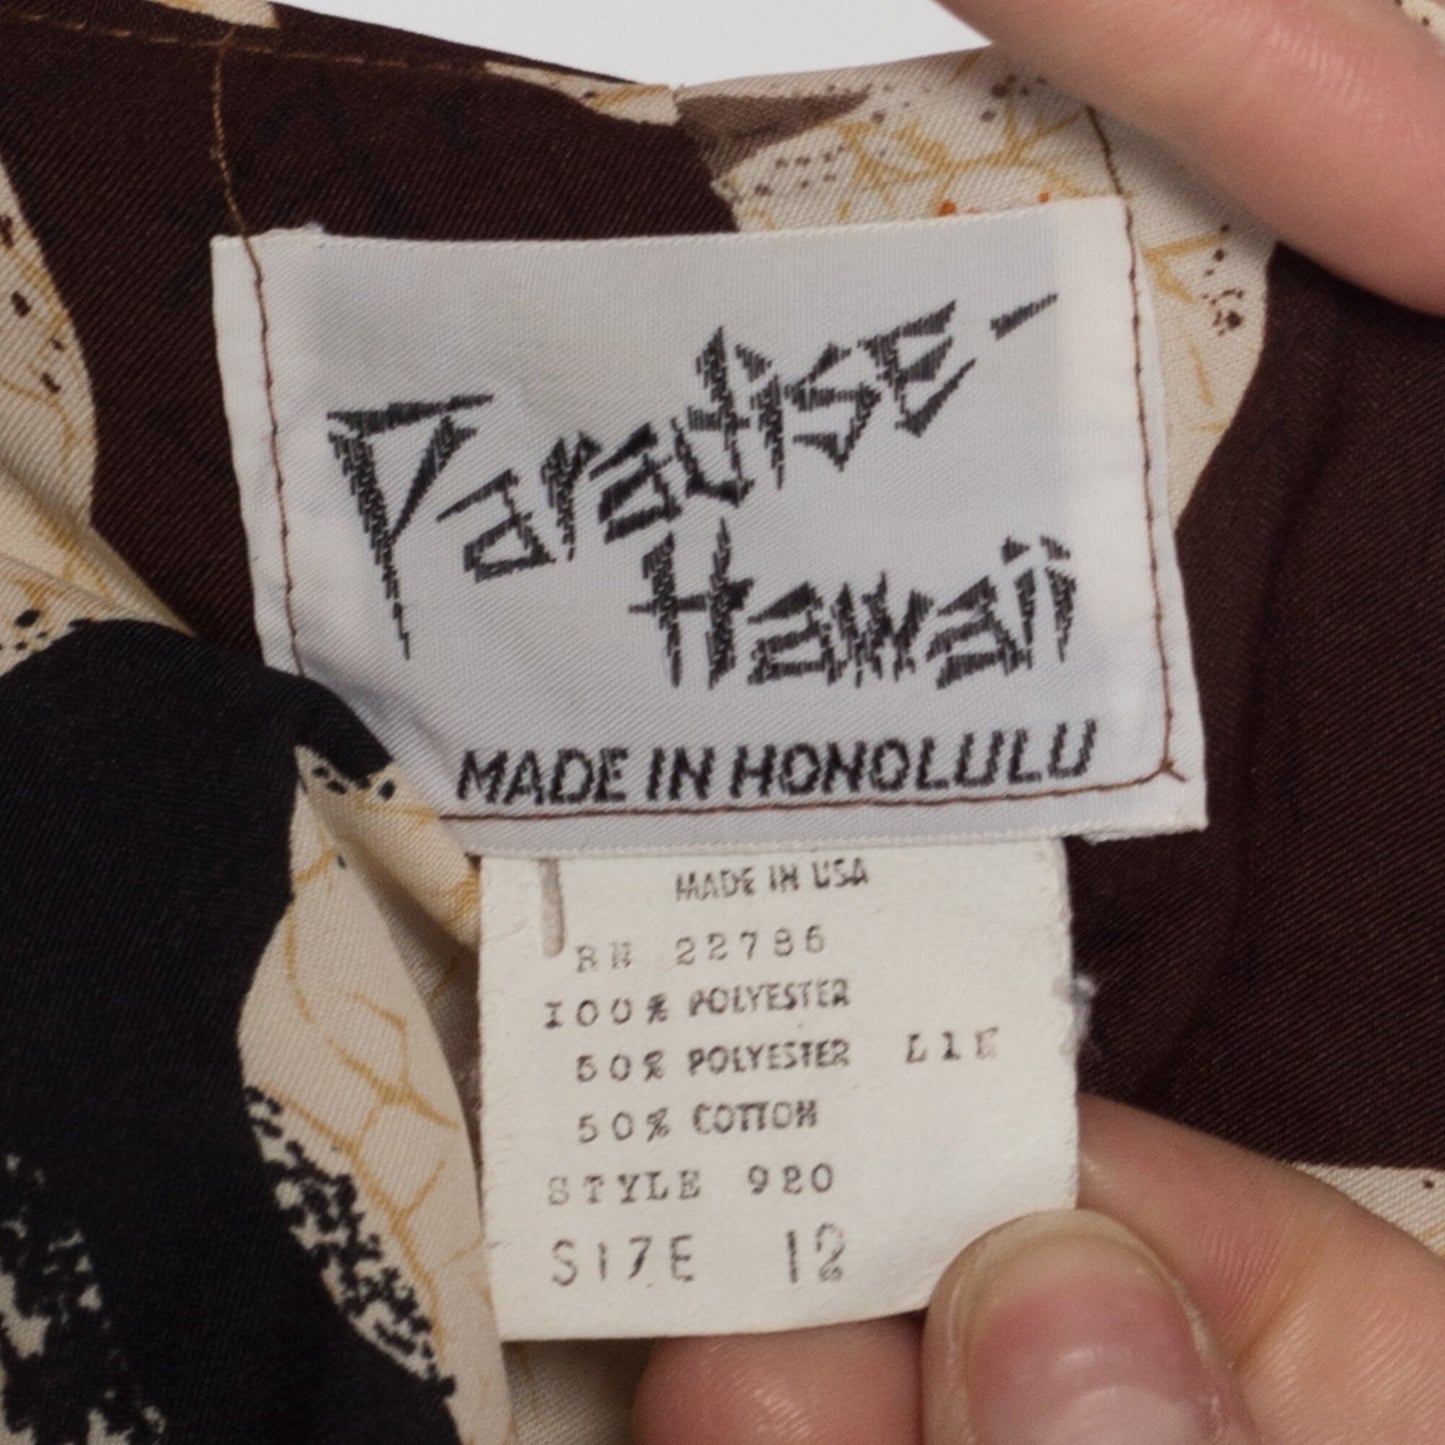 Paradise-
Hawaii
MADE IN HONOLULU
MADE IN USA
RN 22786
100% POLYESTER
50% POLYESTER
50% COTTON
STYLE 920
SIZE 12